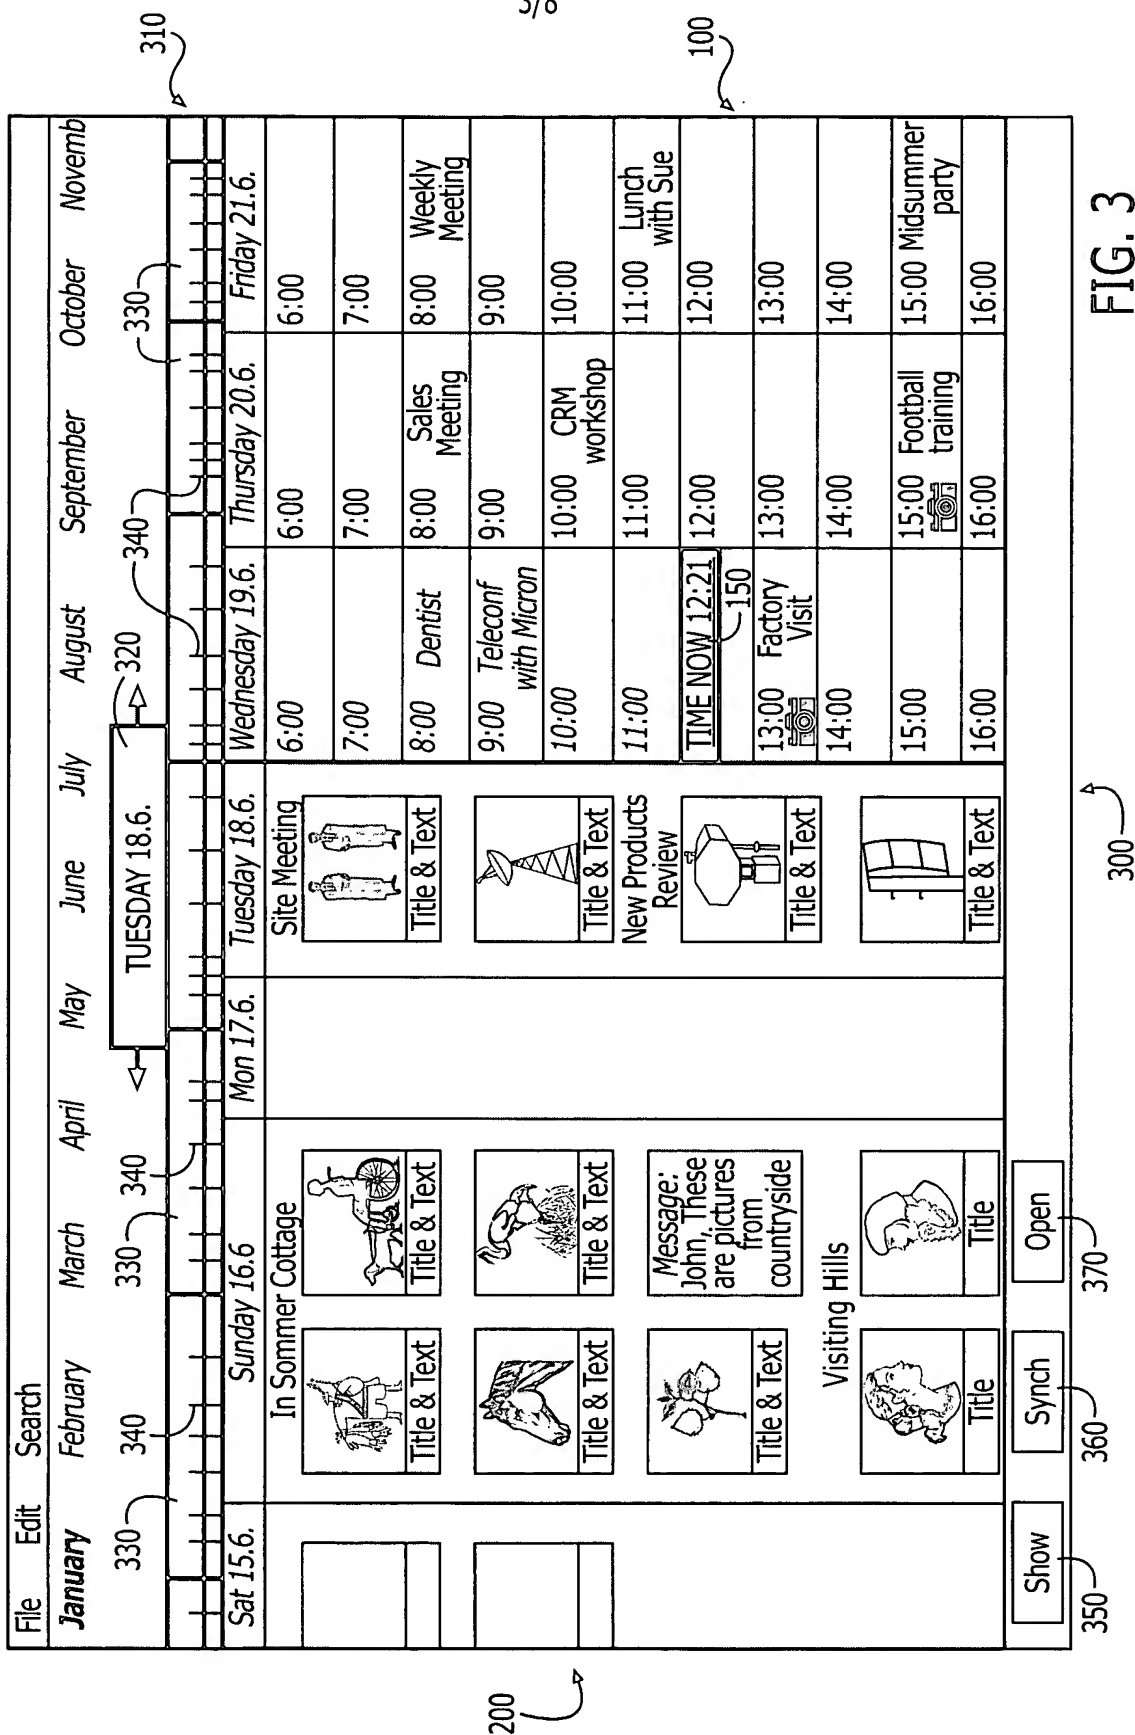 3/8
310
100
File Edit Search
January February March April May June July August September October Novemb
330
340
330
340
TUESDAY 18.6.
320
340
330
Sat 15.6.
Sunday 16.6
Mon 17.6.
Tuesday 18.6.
Wednesday 19.6.
Thursday 20.6.
Friday 21.6.
In Sommer Cottage
Title & Text
Title & Text
Title & Text
Title & Text
Title & Text
Message:
John, These
are pictures
from
countryside
Visiting Hills
Title
Title
Site Meeting
Title & Text
Title & Text
New Products
Review
Title & Text
Title & Text
6:00
7:00
8:00 Dentist
9:00 Teleconf
with Micron
10:00
11:00
TIME NOW 12:21
150
13:00 Factory
Visit
14:00
15:00
16:00
6:00
7:00
8:00 Sales
Meeting
9:00
10:00 CRM
workshop
11:00
12:00
13:00
14:00
15:00 Football
training
16:00
6:00
7:00
8:00 Weekly
Meeting
9:00
10:00
11:00 Lunch
with Sue
12:00
13:00
14:00
15:00 Midsummer
party
16:00
Show
Synch
Open
200
350
360
370
300
FIG. 3